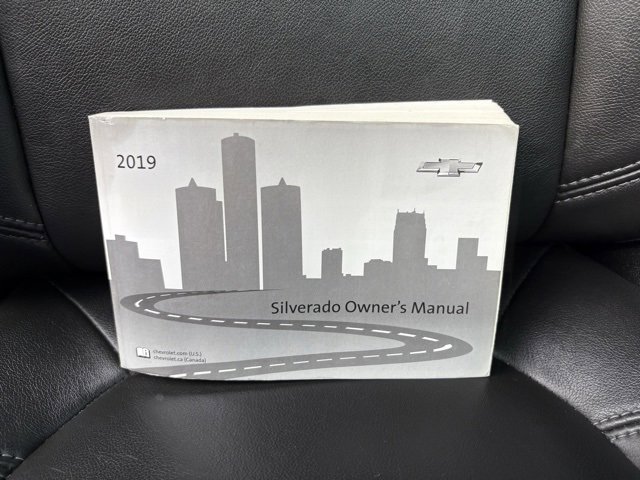 2019
Silverado Owner's Manual
chevrolet.com (U.S.)
chevrolet.ca (Canada)